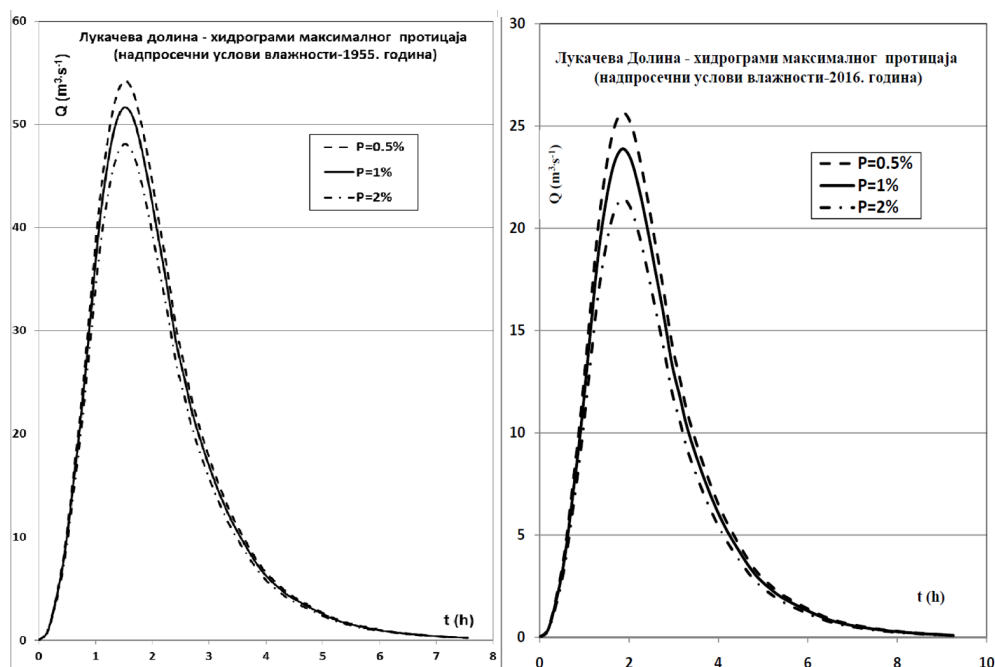 Лукачева долина - хидрограми максималног протицаја
(надпросечни услови влажности-1955. година)
Q (m³·s⁻¹)
P=0.5%
P=1%
P=2%
60
50
40
30
20
10
0
t (h)
0 1 2 3 4 5 6 7 8
Лукачева Долина - хидрограми максималног протицаја
(надпросечни услови влажности-2016. година)
Q (m³·s⁻¹)
P=0.5%
P=1%
P=2%
30
25
20
15
10
5
0
t (h)
0 2 4 6 8 10